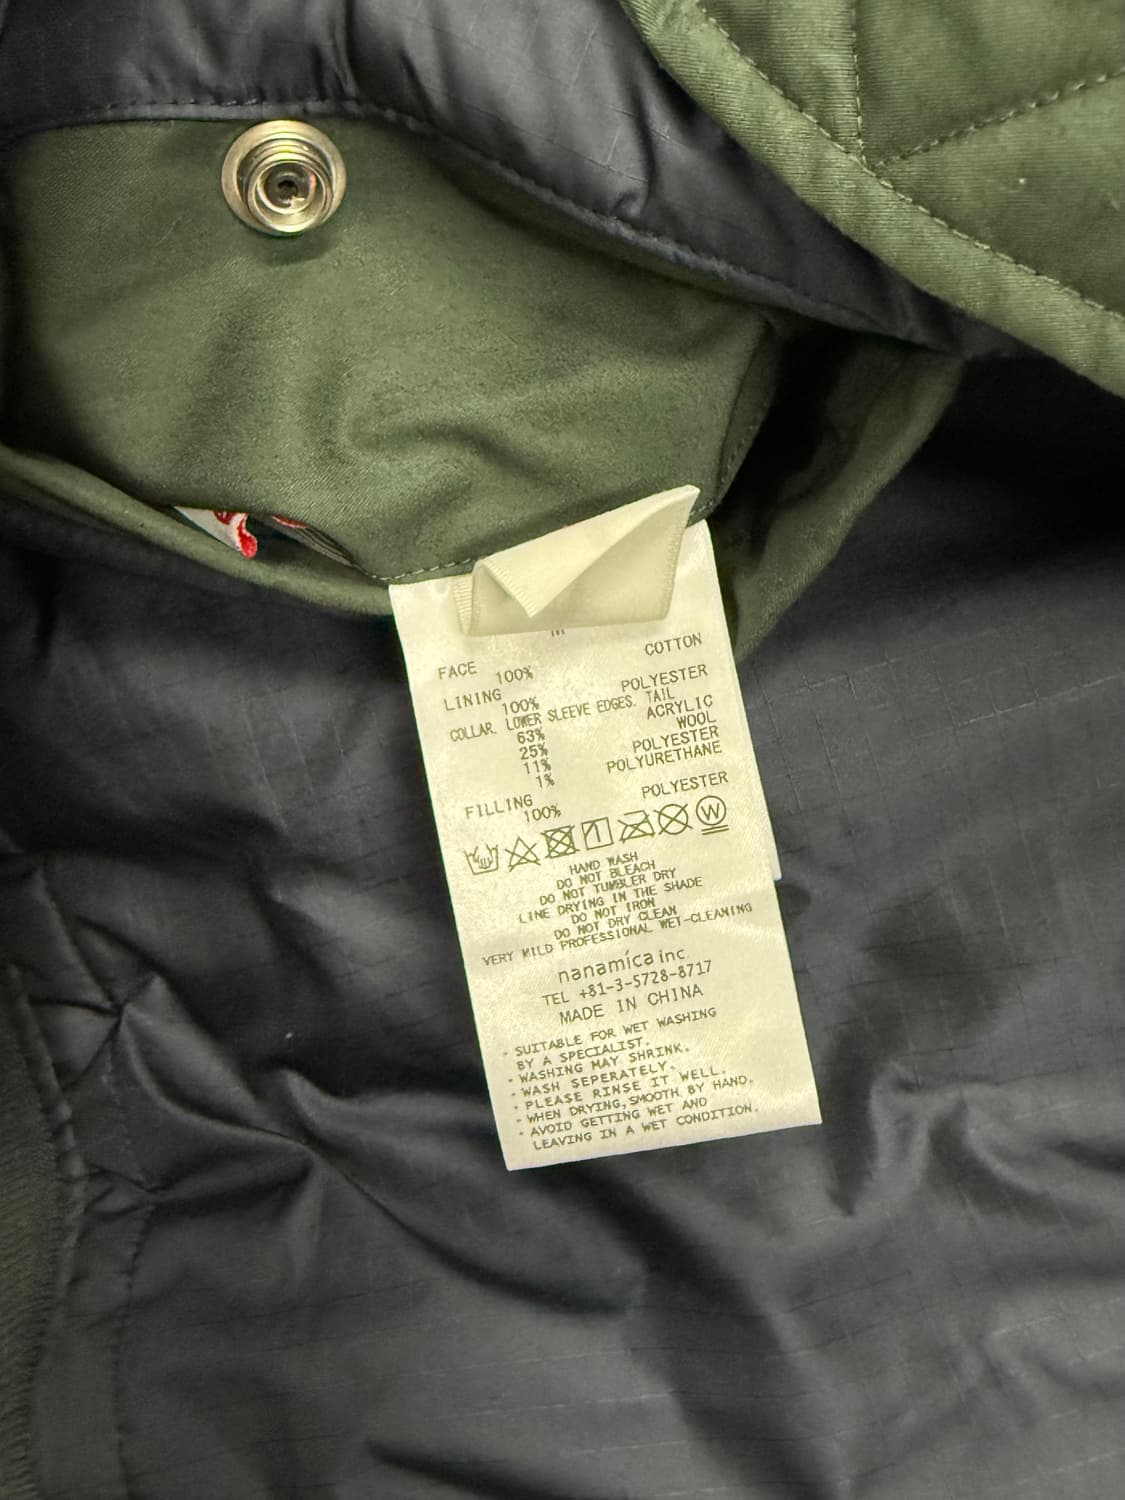 FACE
100% COTTON
LINING
100% POLYESTER
COLLAR. LOWER SLEEVE EDGES. TAIL
63% ACRYLIC
25% WOOL
11% POLYESTER
1% POLYURETHANE
FILLING
100% POLYESTER
W
HAND WASH
DO NOT BLEACH
DO NOT TUMBLER DRY
LINE DRYING IN THE SHADE
DO NOT IRON
DO NOT DRY CLEAN
VERY MILD PROFESSIONAL WET-CLEANING
nanamica inc.
TEL +81-3-5728-8717
MADE IN CHINA
- SUITABLE FOR WET WASHING
BY A SPECIALIST.
- WASHING MAY SHRINK.
- WASH SEPERATELY.
- PLEASE RINSE IT WELL.
- WHEN DRYING, SMOOTH BY HAND.
- AVOID GETTING WET AND
LEAVING IN A WET CONDITION.